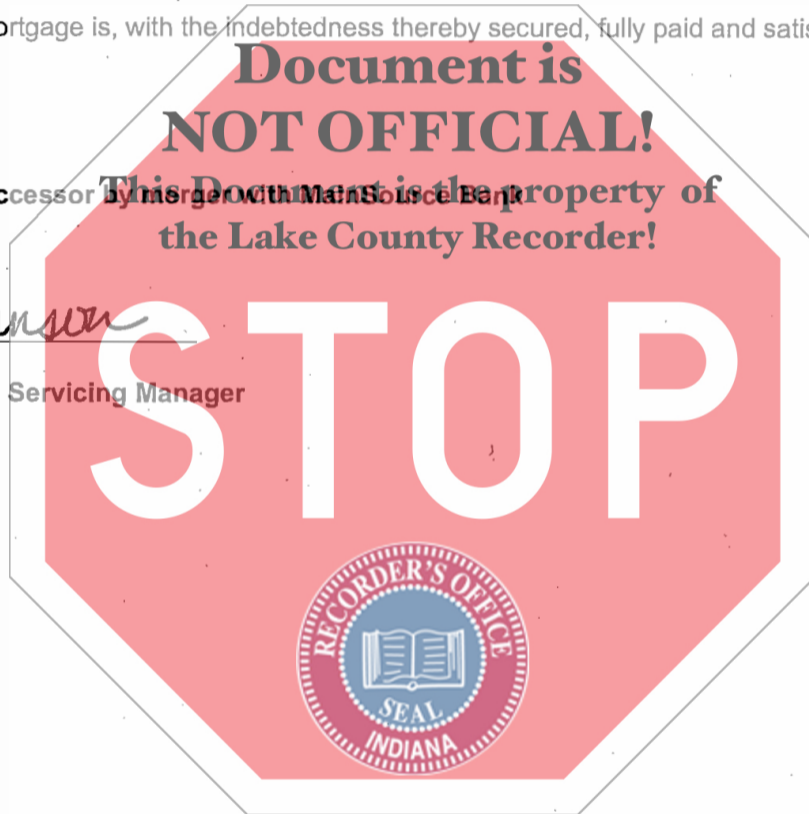 ortgage is, with the indebtedness thereby secured, fully paid and satis
Document is
NOT OFFICIAL!
ccessor by merger with MainSource Bank
This Document is the property of
the Lake County Recorder!
nson
Servicing Manager
STOP
RECORDER'S OFFICE
SEAL
INDIANA